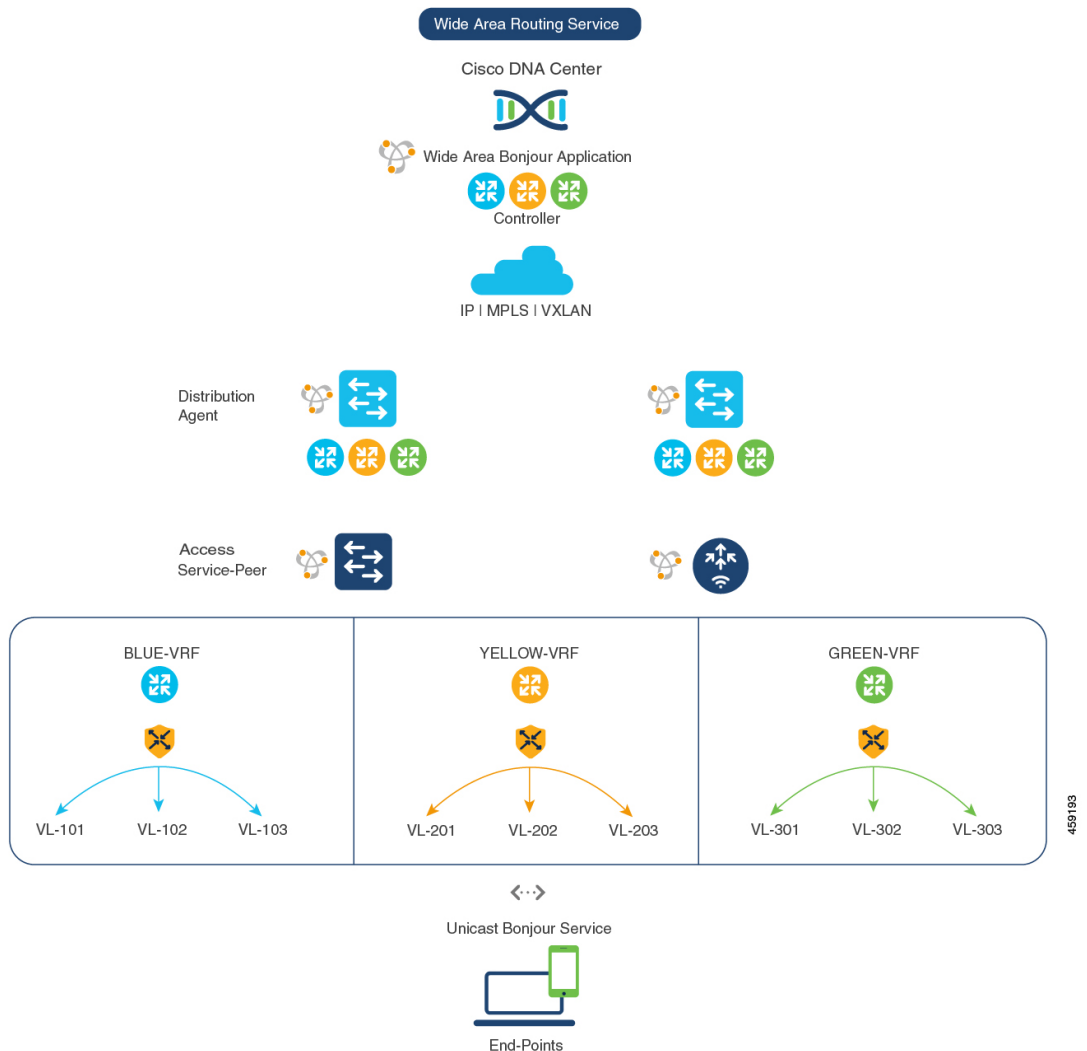 Wide Area Routing Service
Cisco DNA Center
Wide Area Bonjour Application
Controller
IP | MPLS | VXLAN
Distribution
Agent
Access
Service-Peer
BLUE-VRF
YELLOW-VRF
GREEN-VRF
VL-101
VL-102
VL-103
VL-201
VL-202
VL-203
VL-301
VL-302
VL-303
459193
Unicast Bonjour Service
End-Points